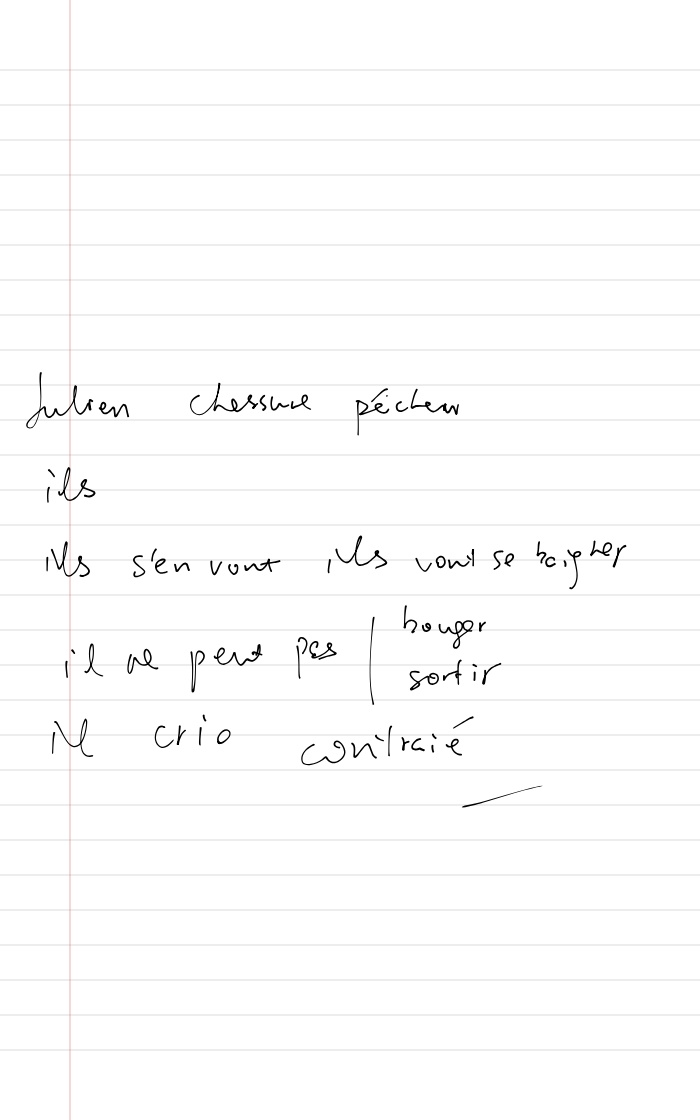 Julien chessure pécheur
ils
ils s'en vont ils vont se baigner
il ne peut pas | bouger
sortir
il crio contraié